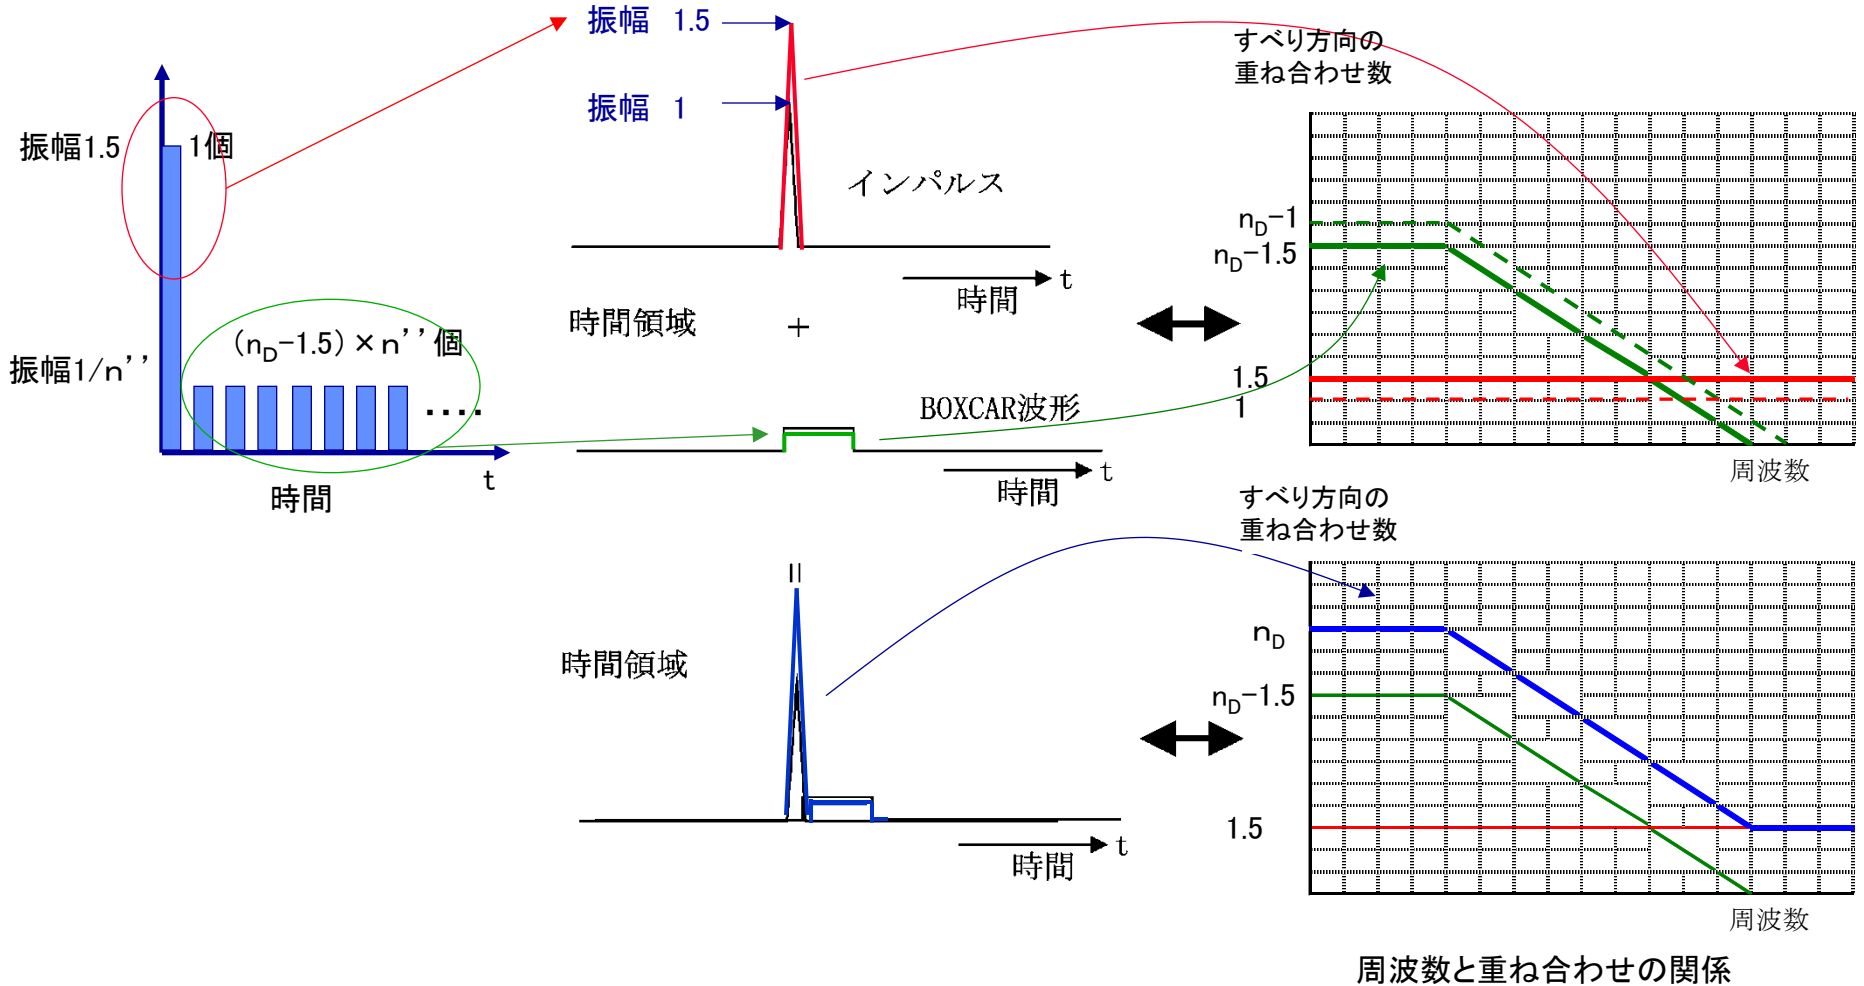 振幅 1.5
振幅 1
すべり方向の
重ね合わせ数
振幅1.5
1個
インパルス
t
時間
nD-1
nD-1.5
時間領域
+
(nD-1.5)×n''個
振幅1/n''
････
t
時間
BOXCAR波形
t
時間
1.5
1
周波数
すべり方向の
重ね合わせ数
=
時間領域
t
時間
nD
nD-1.5
1.5
周波数
周波数と重ね合わせの関係